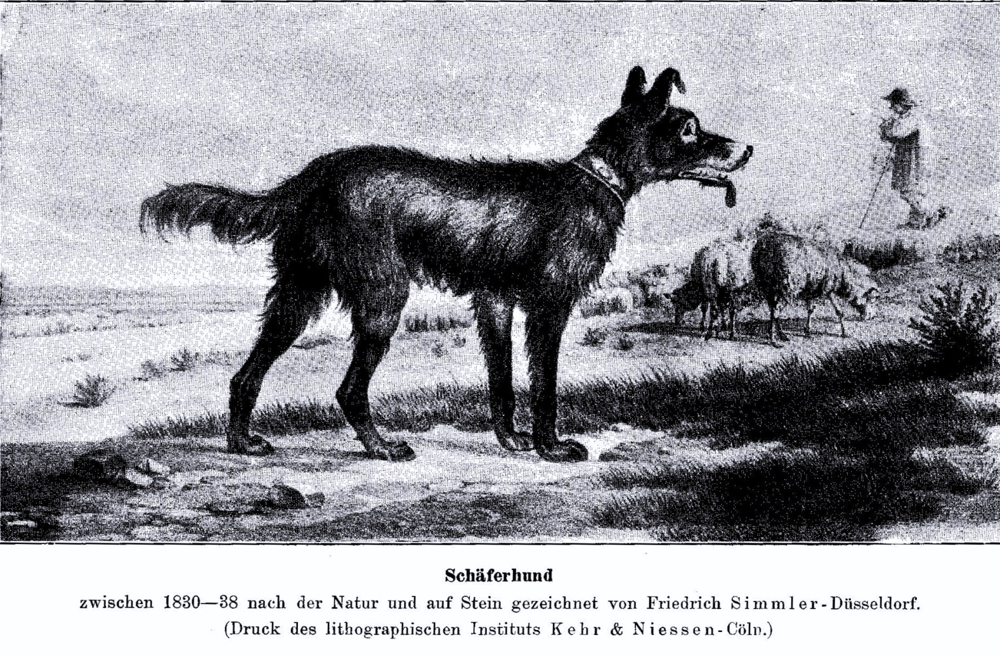 Schäferhund
zwischen 1830—38 nach der Natur und auf Stein gezeichnet von Friedrich Simmler-Düsseldorf.
(Druck des lithographischen Instituts Kehr & Niessen-Cöln.)